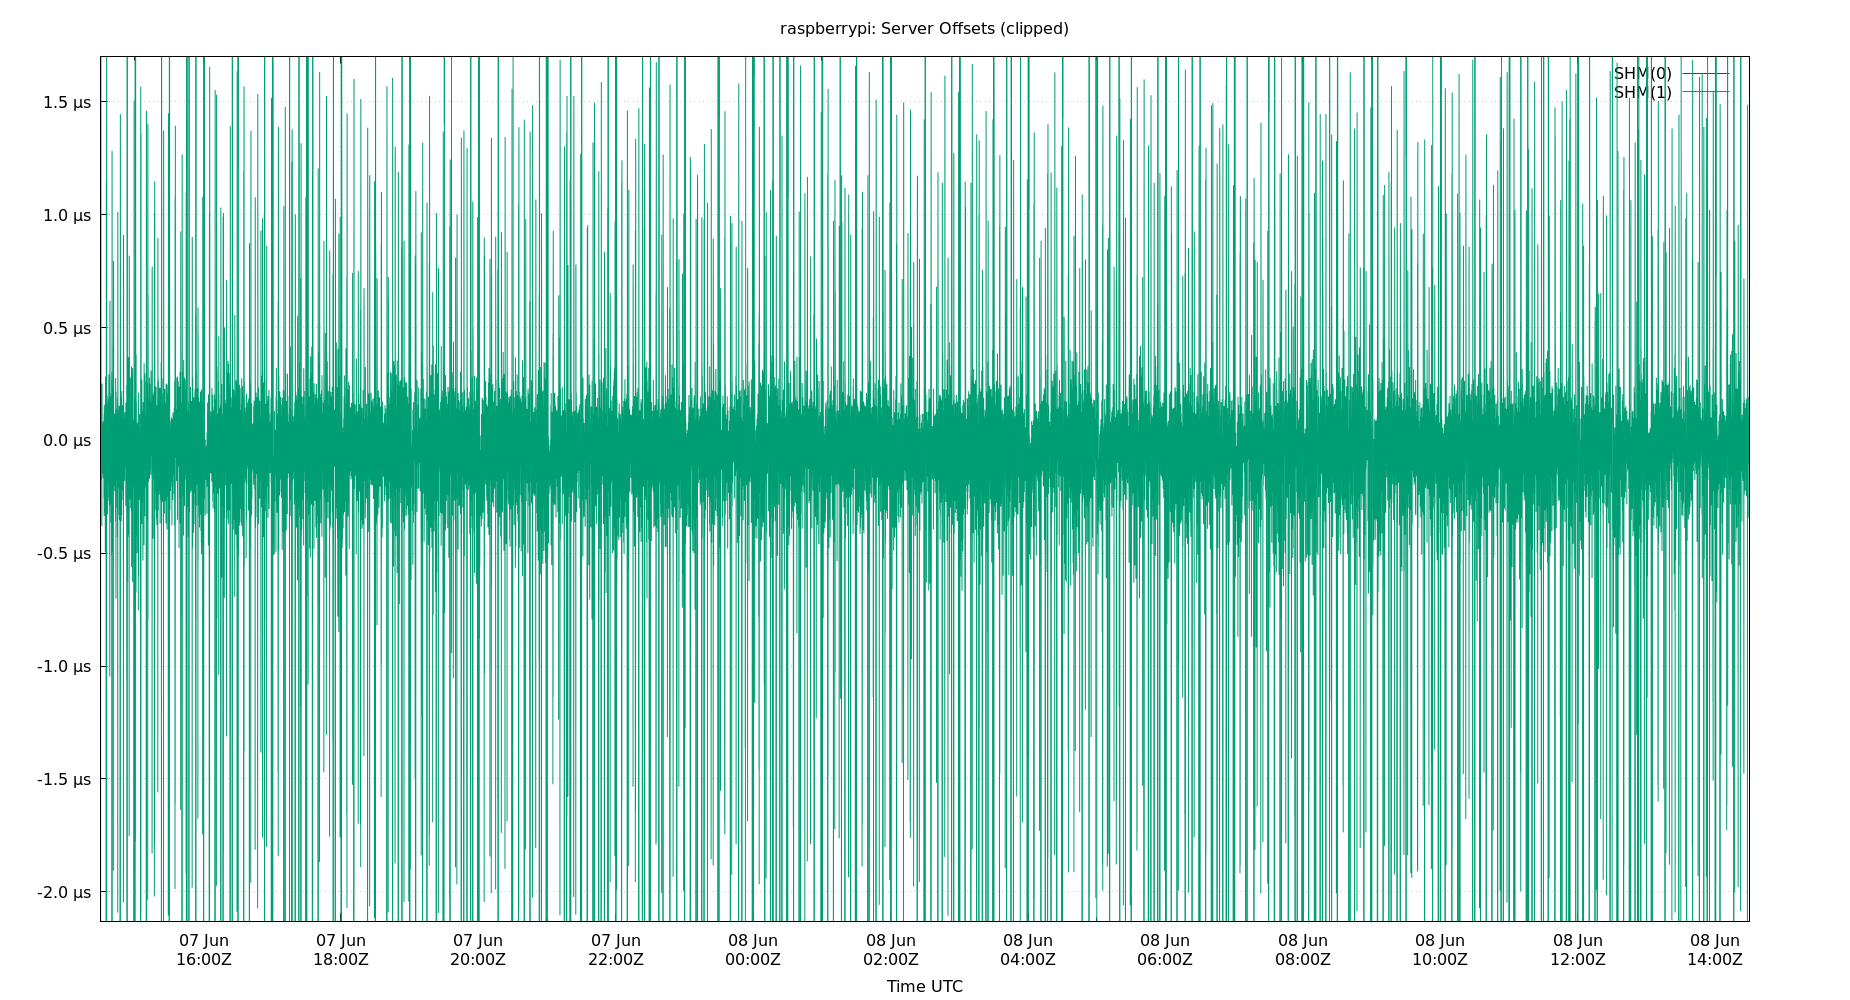 raspberrypi: Server Offsets (clipped)
SHM(0)
SHM(1)
1.5 µs
1.0 µs
0.5 µs
0.0 µs
-0.5 µs
-1.0 µs
-1.5 µs
-2.0 µs
07 Jun 07 Jun 07 Jun 07 Jun 08 Jun 08 Jun 08 Jun 08 Jun 08 Jun 08 Jun 08 Jun 08 Jun
16:00Z 18:00Z 20:00Z 22:00Z 00:00Z 02:00Z 04:00Z 06:00Z 08:00Z 10:00Z 12:00Z 14:00Z
Time UTC